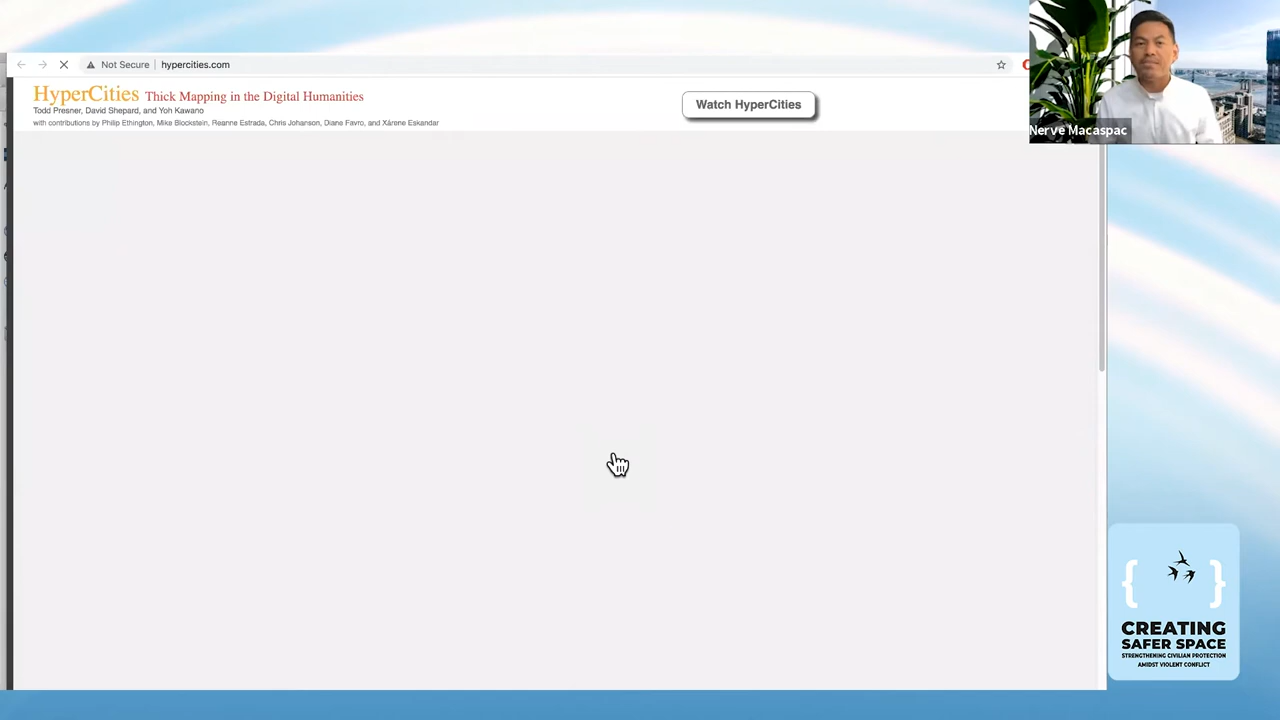 Not Secure
hypercities.com
HyperCities Thick Mapping in the Digital Humanities
Todd Presner, David Shepard, and Yoh Kawano
with contributions by Philip Ethington, Mike Blockstein, Reanne Estrada, Chris Johanson, Diane Favro, and Xárene Eskandar
Watch HyperCities
Nerve Macaspac
CREATING
SAFER SPACE
STRENGTHENING CIVILIAN PROTECTION
AMIDST VIOLENT CONFLICT